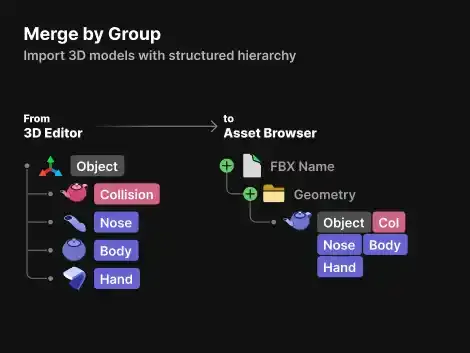 Merge by Group
Import 3D models with structured hierarchy
From
3D Editor
to
Asset Browser
Object
Collision
Nose
Body
Hand
FBX Name
Geometry
Object Col
Nose Body
Hand